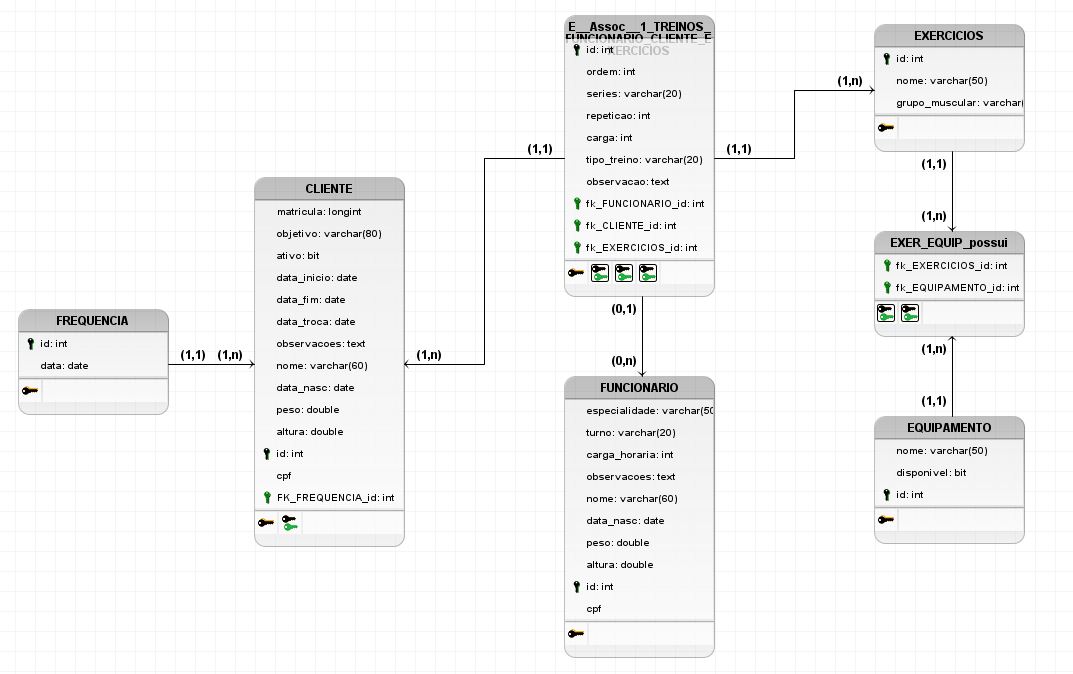 E__Assoc__1_TREINOS_
FUNCIONARIO_CLIENTE_E
EXERCICIOS
id: int
ordem: int
series: varchar(20)
repeticao: int
carga: int
tipo_treino: varchar(20)
observacao: text
fk_FUNCIONARIO_id: int
fk_CLIENTE_id: int
fk_EXERCICIOS_id: int
EXERCICIOS
id: int
nome: varchar(50)
grupo_muscular: varchar(
(1,n)
(1,1)
(1,1)
(1,1)
(1,n)
CLIENTE
matricula: longint
objetivo: varchar(80)
ativo: bit
data_inicio: date
data_fim: date
data_troca: date
observacoes: text
nome: varchar(60)
data_nasc: date
peso: double
altura: double
id: int
cpf
FK_FREQUENCIA_id: int
EXER_EQUIP_possui
fk_EXERCICIOS_id: int
fk_EQUIPAMENTO_id: int
FREQUENCIA
id: int
data: date
(1,1)
(1,n)
(1,n)
(0,1)
(0,n)
(1,n)
(1,1)
FUNCIONARIO
especialidade: varchar(50
turno: varchar(20)
carga_horaria: int
observacoes: text
nome: varchar(60)
data_nasc: date
peso: double
altura: double
id: int
cpf
EQUIPAMENTO
nome: varchar(50)
disponivel: bit
id: int